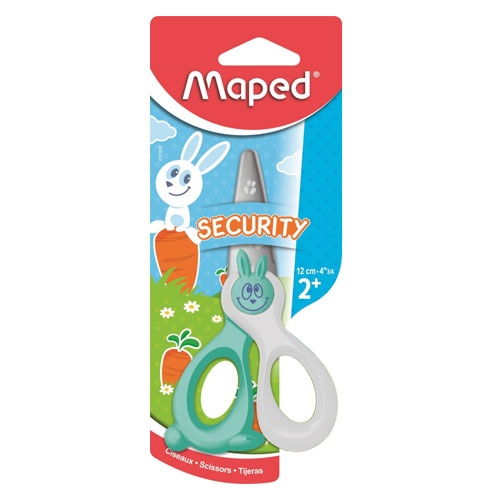 Maped®
SECURITY
12 cm - 4" 3/4
2+
Ciseaux • Scissors • Tijeras